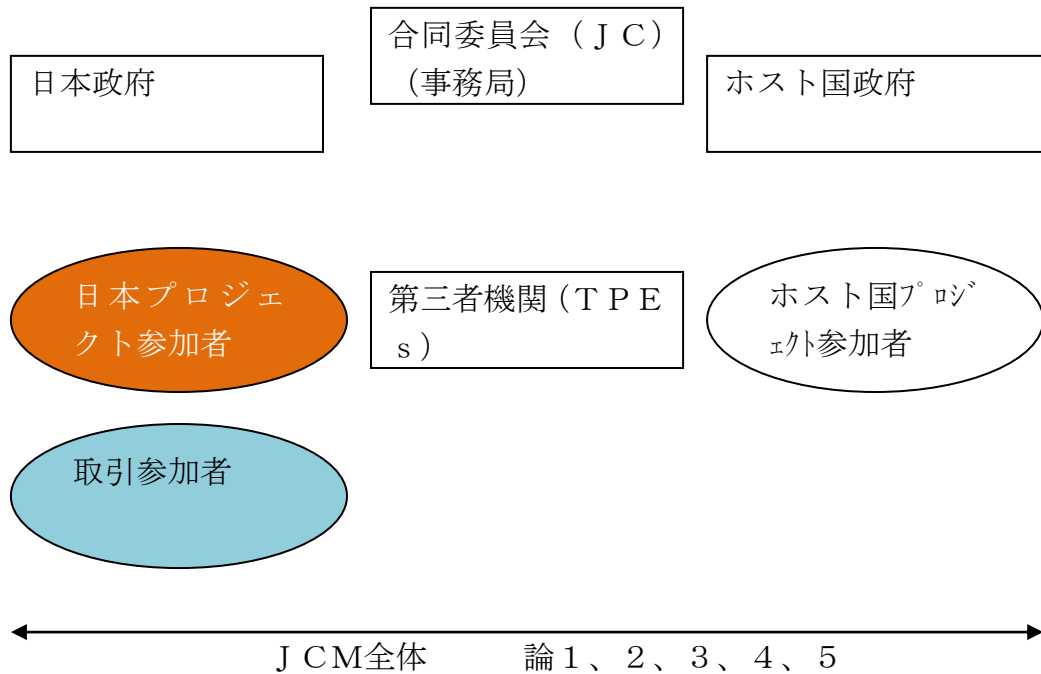 合同委員会（ＪＣ）
（事務局）
日本政府
ホスト国政府
日本プロジェ
クト参加者
第三者機関（ＴＰＥ
ｓ）
ホスト国ﾌﾟﾛｼﾞ
ｪｸﾄ参加者
取引参加者
ＪＣＭ全体　　論１、２、３、４、５